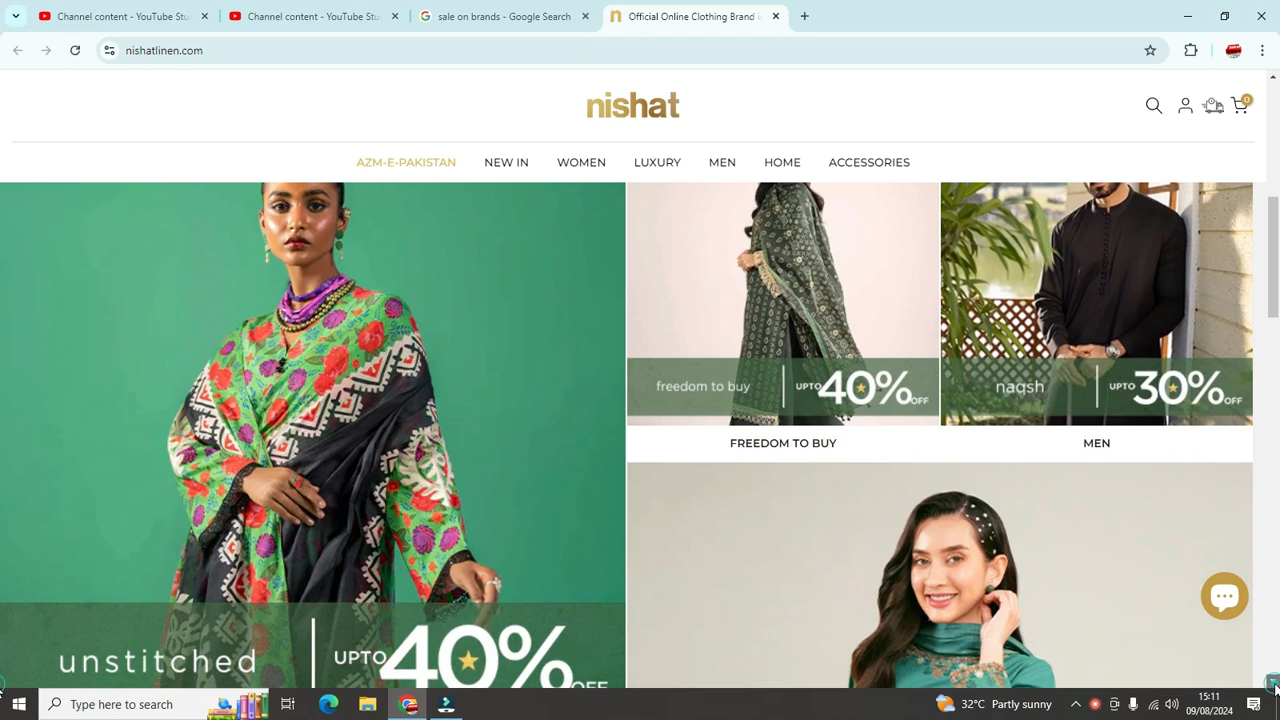 Channel content - YouTube Stu
Channel content - YouTube Stu
sale on brands - Google Search
Official Online Clothing Brand in
nishatlinen.com
nishat
0
AZM-E-PAKISTAN
NEW IN
WOMEN
LUXURY
MEN
HOME
ACCESSORIES
freedom to buy
UPTO 40% OFF
naqsh
UPTO 30% OFF
FREEDOM TO BUY
MEN
unstitched
UPTO 40% OFF
Type here to search
32°C Partly sunny
15:11
09/08/2024